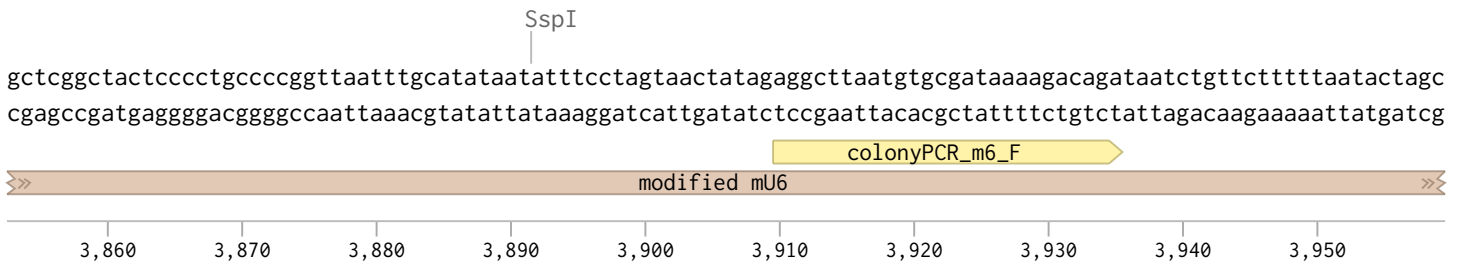 SspI
gctcggctactcccctgccccggttaatttgcatataatatttcctagtaactatagaggcttaatgtgcgataaaagacagataatctgttctttttaatactagc
cgagccgatgaggggacggggccaattaaacgtatattataaaggatcattgatatctccgaattacacgctattttctgtctattagacaagaaaaattatgatcg
colonyPCR_m6_F
modified mU6
3,860 3,870 3,880 3,890 3,900 3,910 3,920 3,930 3,940 3,950